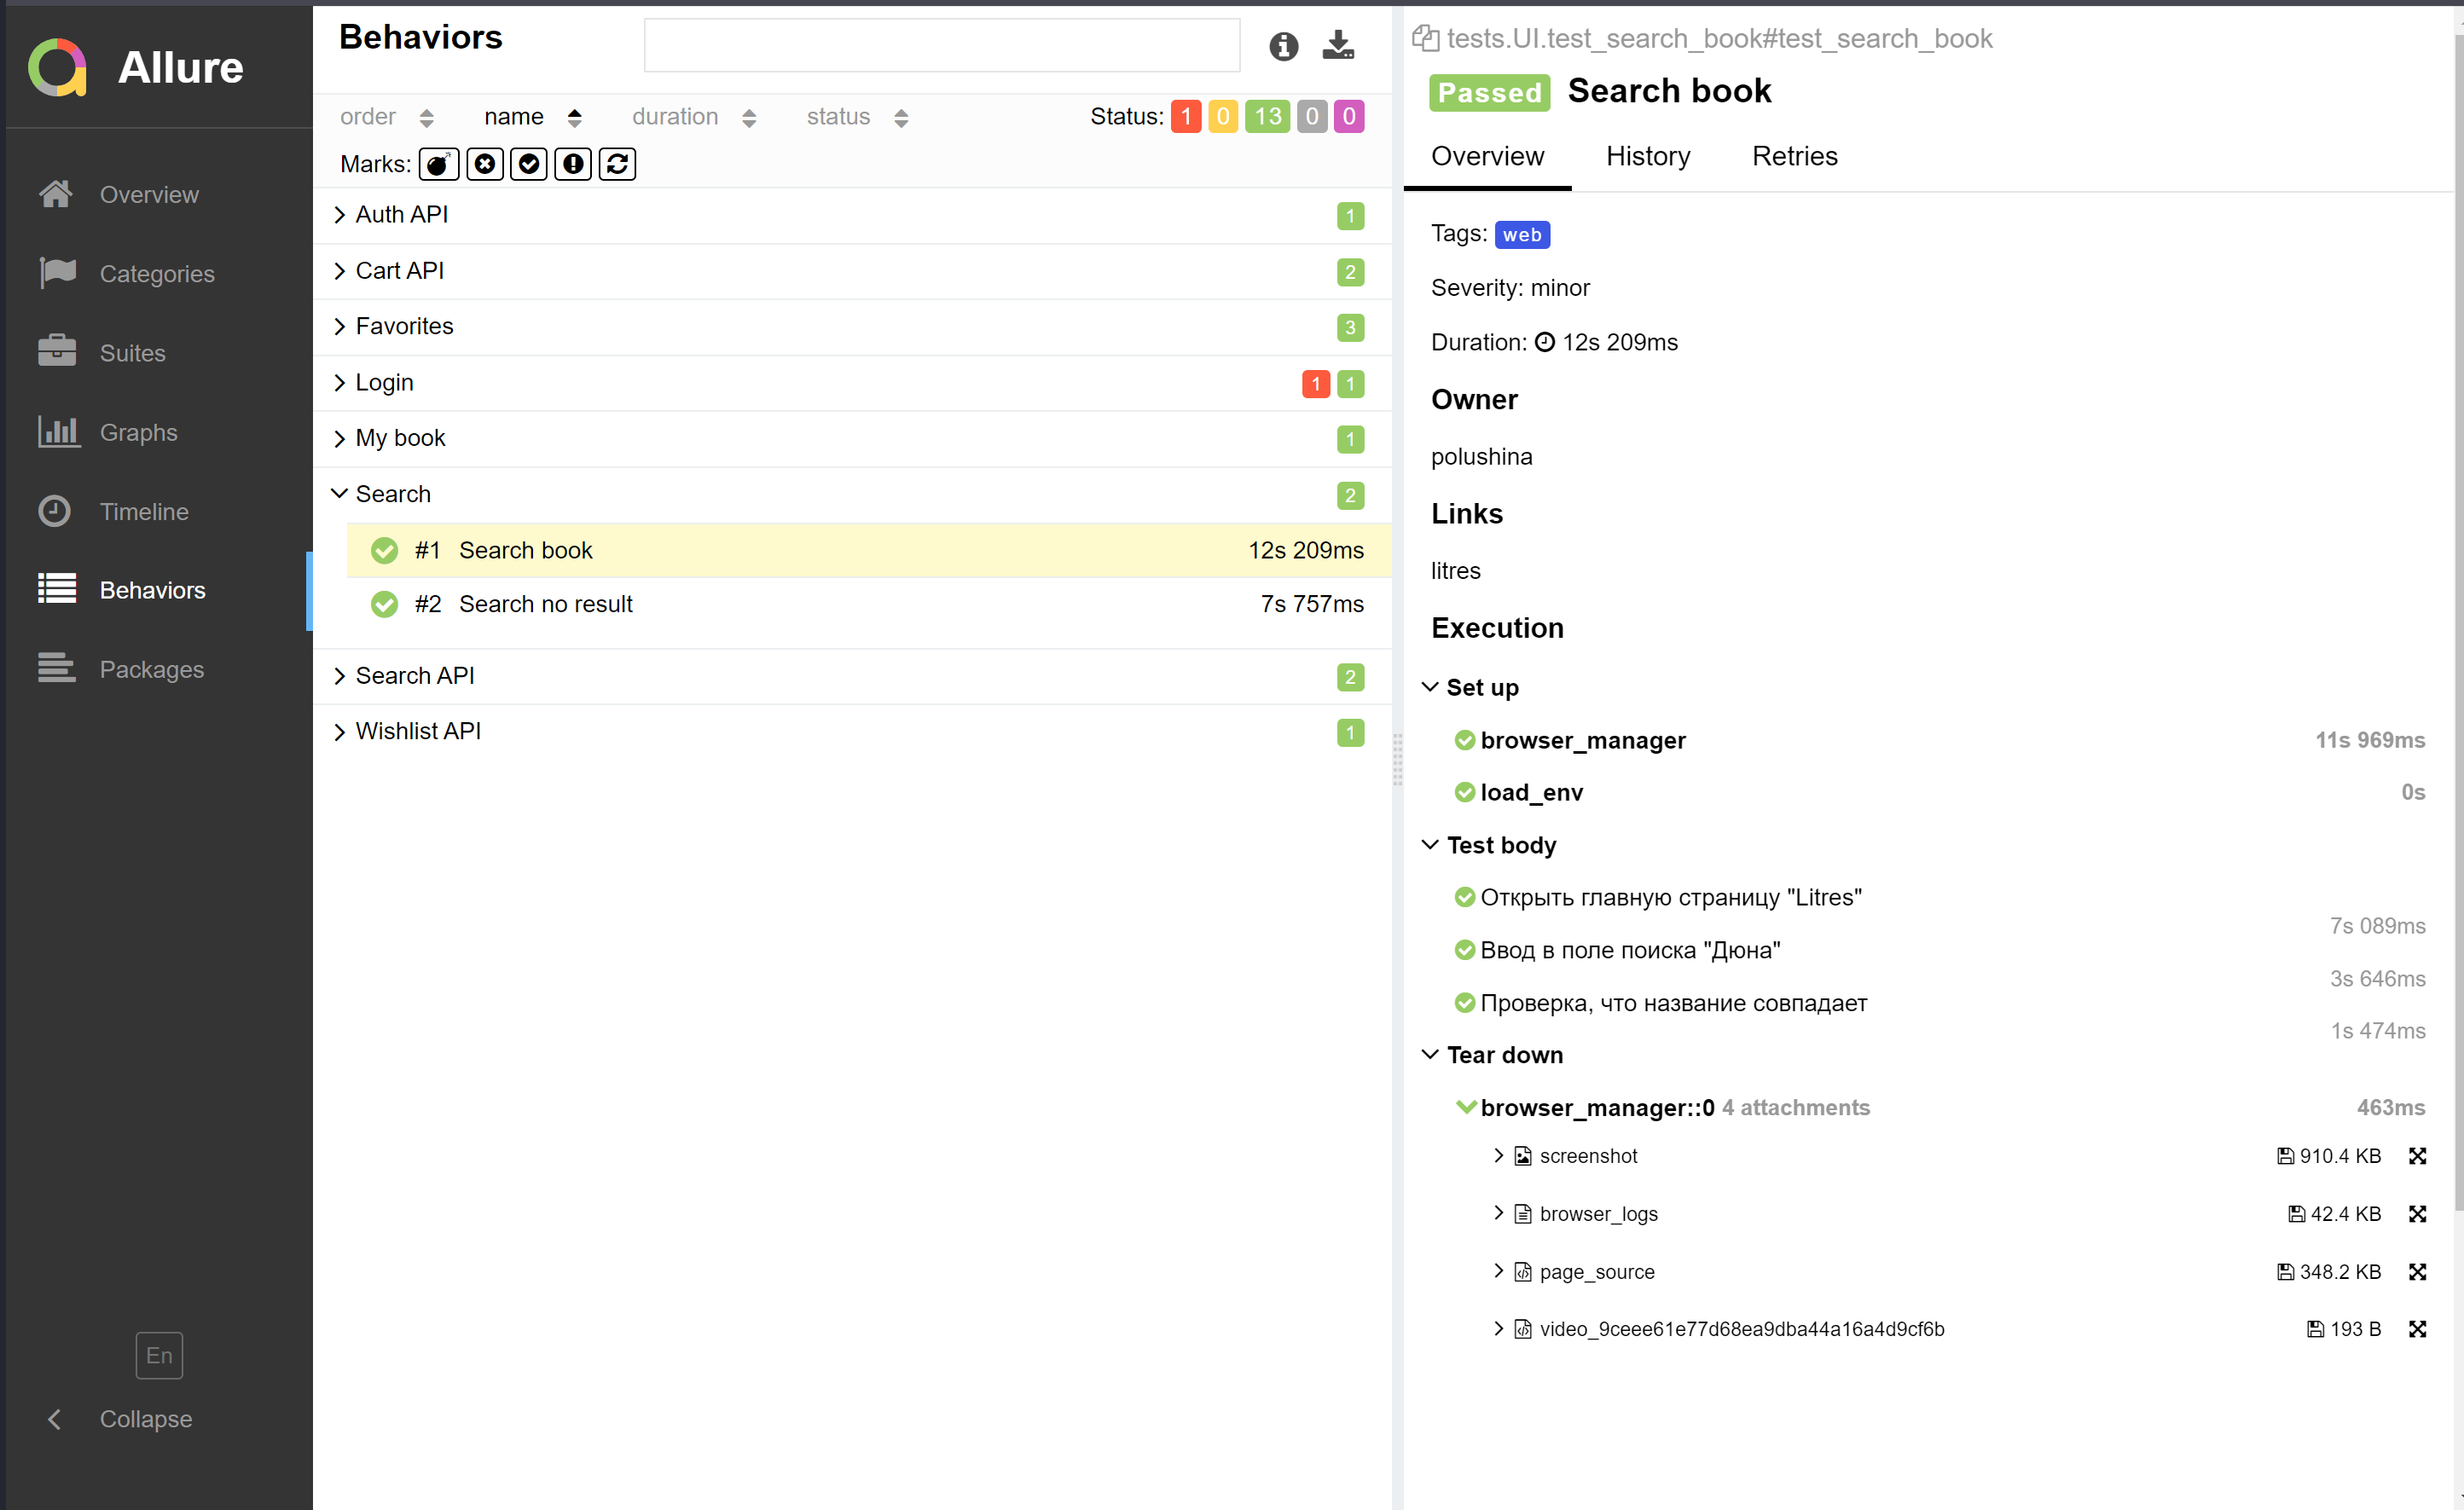 Allure
Overview
Categories
Suites
Graphs
Timeline
Behaviors
Packages
En
Collapse
Behaviors
order name duration status Status: 1 0 13 0 0
Marks:
Auth API 1
Cart API 2
Favorites 3
Login 1 1
My book 1
Search 2
#1 Search book 12s 209ms
#2 Search no result 7s 757ms
Search API 2
Wishlist API 1
tests.UI.test_search_book#test_search_book
Passed Search book
Overview History Retries
Tags: web
Severity: minor
Duration: 12s 209ms
Owner
polushina
Links
litres
Execution
Set up
browser_manager 11s 969ms
load_env 0s
Test body
Открыть главную страницу "Litres"
7s 089ms
Ввод в поле поиска "Дюна"
3s 646ms
Проверка, что название совпадает
1s 474ms
Tear down
browser_manager::0 4 attachments 463ms
screenshot 910.4 KB
browser_logs 42.4 KB
page_source 348.2 KB
video_9ceee61e77d68ea9dba44a16a4d9cf6b 193 B